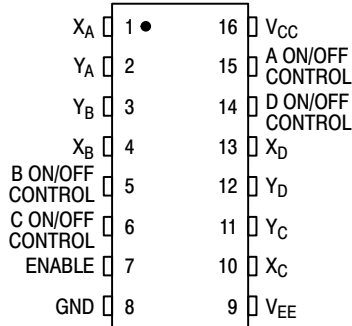 X_A 1 16 V_CC
Y_A 2 15 A ON/OFF CONTROL
Y_B 3 14 D ON/OFF CONTROL
X_B 4 13 X_D
B ON/OFF CONTROL 5 12 Y_D
C ON/OFF CONTROL 6 11 Y_C
ENABLE 7 10 X_C
GND 8 9 V_EE